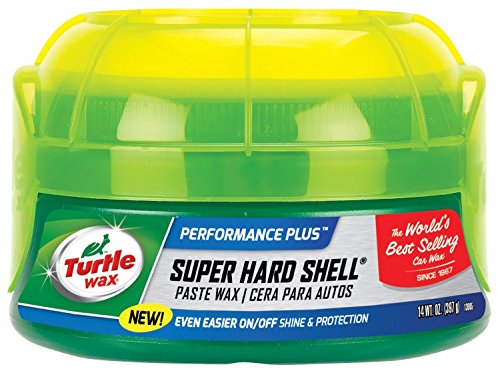 PERFORMANCE PLUS™
Turtle
WAX®
SUPER HARD SHELL®
PASTE WAX | CERA PARA AUTOS
NEW!
EVEN EASIER ON/OFF SHINE & PROTECTION
The World's
Best Selling
Car Wax
SINCE 1967
14 WT. OZ. (397 g)